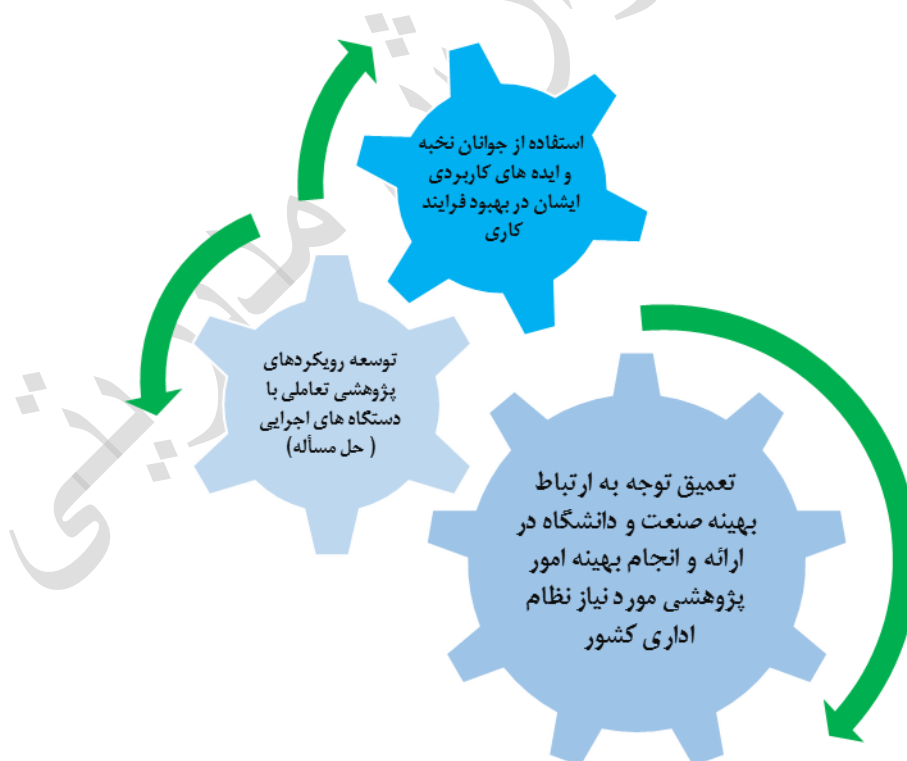 استفاده از جوانان نخبه
و ایده های کاربردی
ایشان در بهبود فرایند
کاری
توسعه رویکردهای
پژوهشی تعاملی با
دستگاه های اجرایی
( حل مسأله)
تعمیق توجه به ارتباط
بهینه صنعت و دانشگاه در
ارائه و انجام بهینه امور
پژوهشی مورد نیاز نظام
اداری کشور